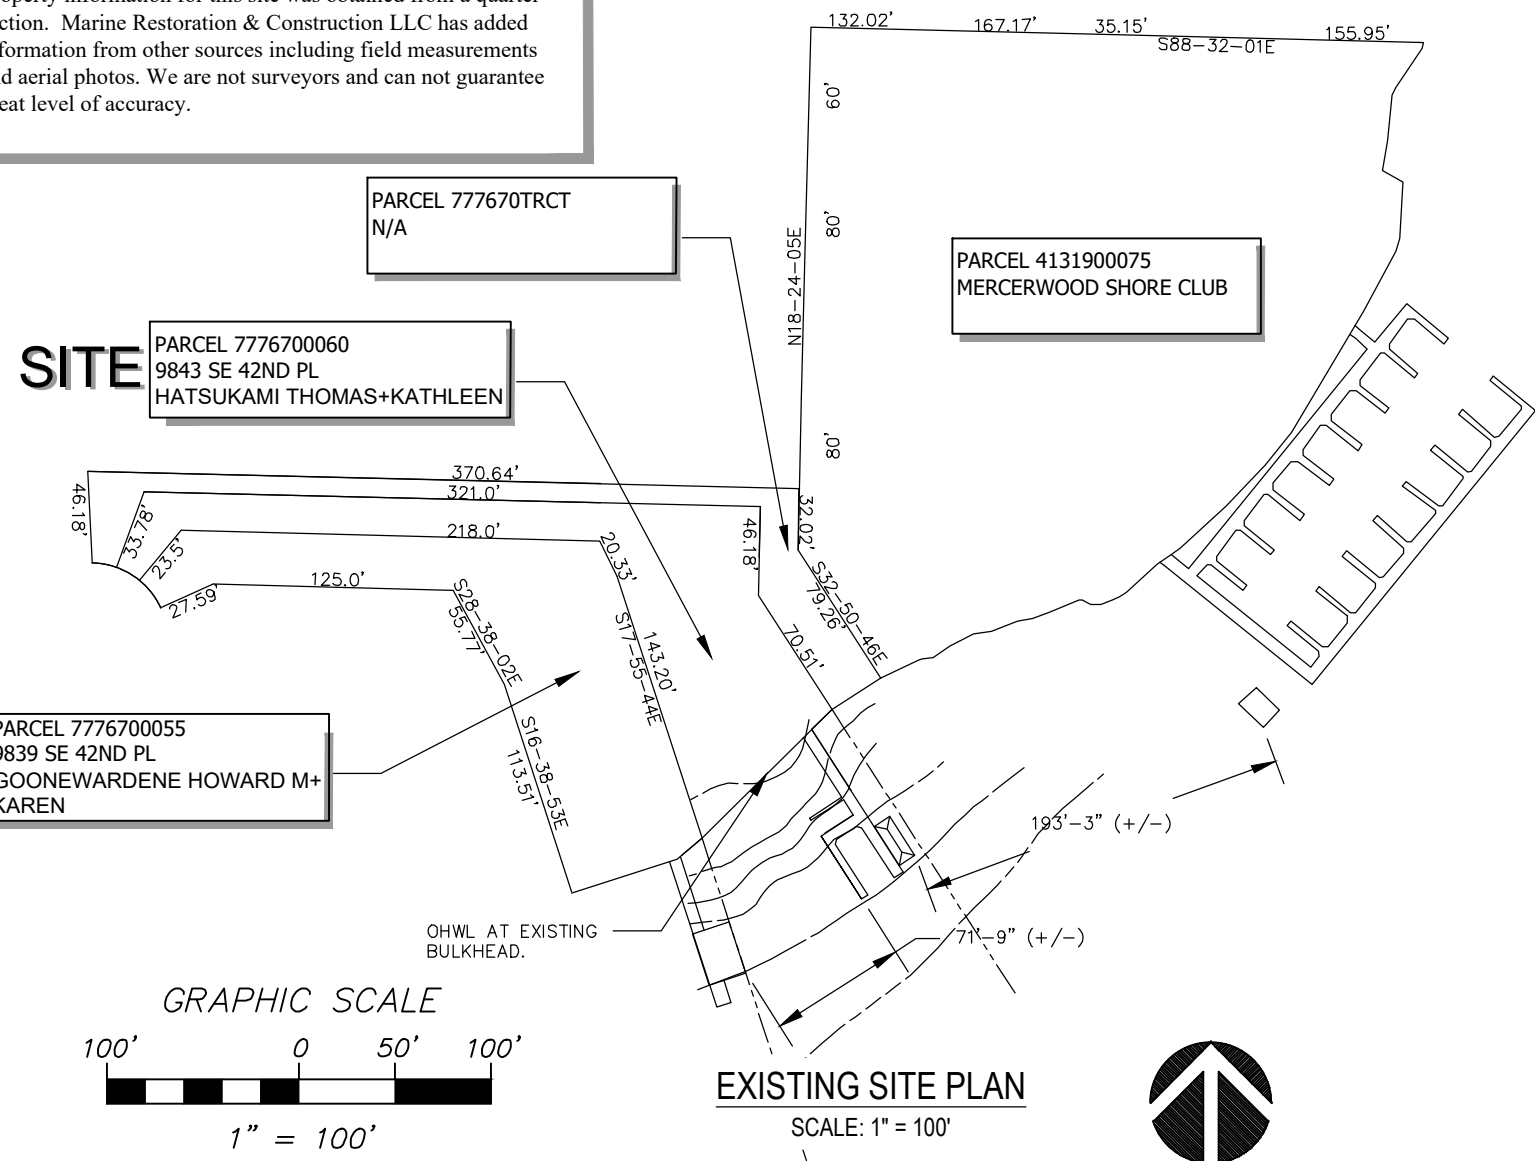 operty information for this site was obtained from a quarter
ction. Marine Restoration & Construction LLC has added
formation from other sources including field measurements
d aerial photos. We are not surveyors and can not guarantee
eat level of accuracy.
132.02'
167.17'
35.15'
155.95'
S88-32-01E
60'
80'
N18-24-05E
80'
PARCEL 777670TRCT
N/A
PARCEL 4131900075
MERCERWOOD SHORE CLUB
SITE
PARCEL 7776700060
9843 SE 42ND PL
HATSUKAMI THOMAS+KATHLEEN
370.64'
321.0'
218.0'
125.0'
46.18'
33.78'
23.5'
27.59'
20.33'
46.18'
32.02'
S32-50-46E
79.26'
70.51'
S28-38-02E
55.77'
143.20'
S17-55-44E
S16-38-53E
113.51'
PARCEL 7776700055
9839 SE 42ND PL
GOONEWARDENE HOWARD M+
KAREN
193'-3" (+/-)
71'-9" (+/-)
OHWL AT EXISTING
BULKHEAD.
GRAPHIC SCALE
100' 0 50' 100'
1" = 100'
EXISTING SITE PLAN
SCALE: 1" = 100'